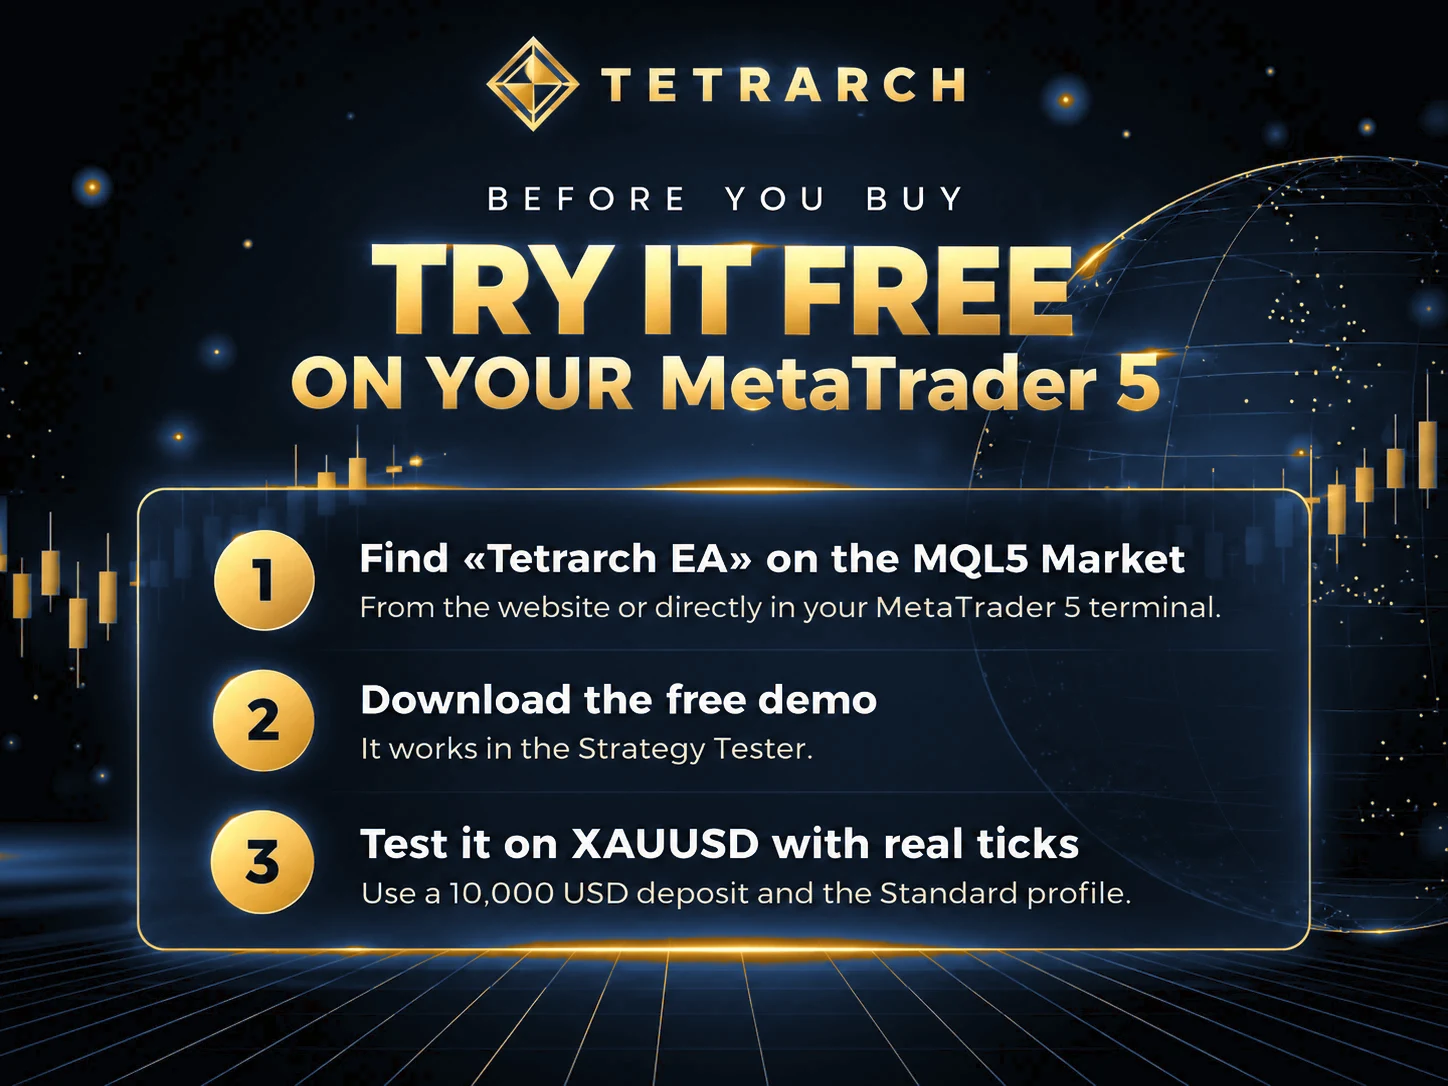 TETRARCH
BEFORE YOU BUY
TRY IT FREE
ON YOUR MetaTrader 5
1
Find «Tetrarch EA» on the MQL5 Market
From the website or directly in your MetaTrader 5 terminal.
2
Download the free demo
It works in the Strategy Tester.
3
Test it on XAUUSD with real ticks
Use a 10,000 USD deposit and the Standard profile.